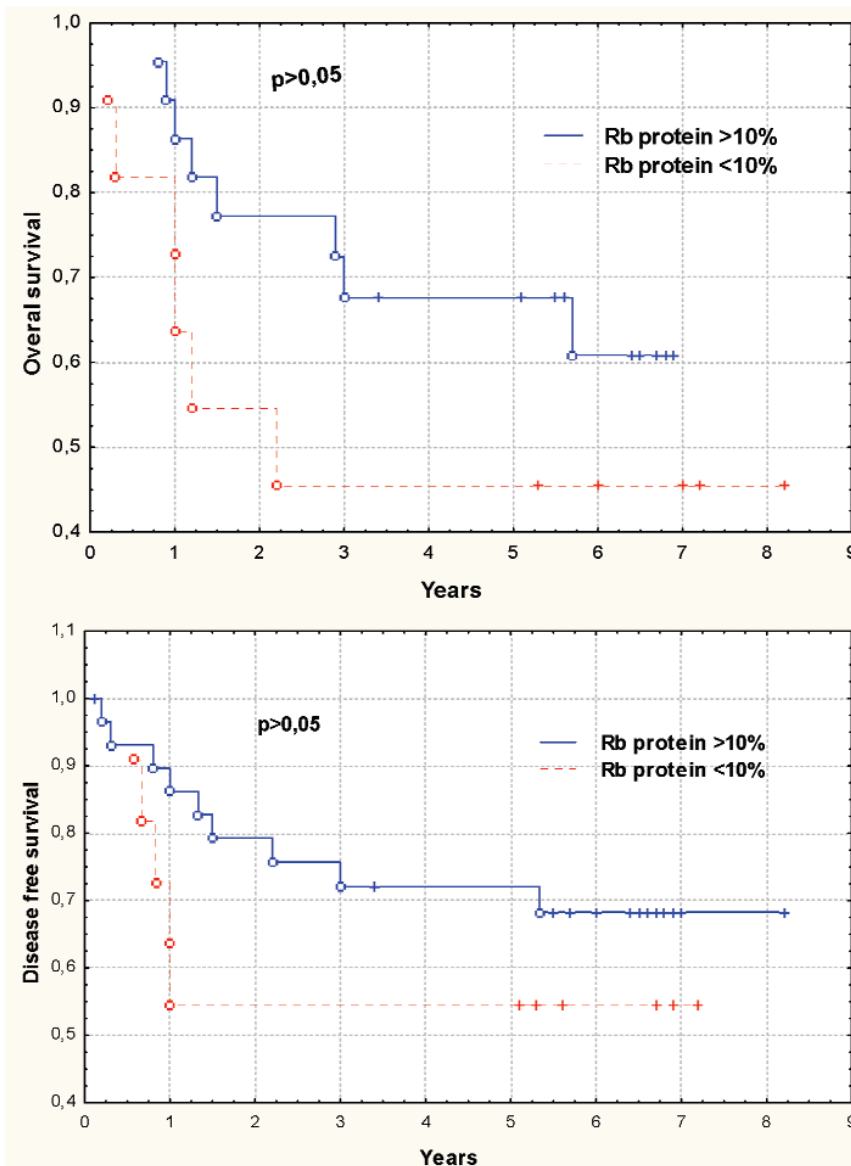 1,0
p>0,05
0,9
Rb protein >10%
Rb protein <10%
0,8
0,7
0,6
0,5
0,4
Overal survival
0 1 2 3 4 5 6 7 8 9
Years
1,1
1,0
p>0,05
Rb protein >10%
0,9
Rb protein <10%
0,8
0,7
0,6
0,5
0,4
Disease free survival
0 1 2 3 4 5 6 7 8 9
Years